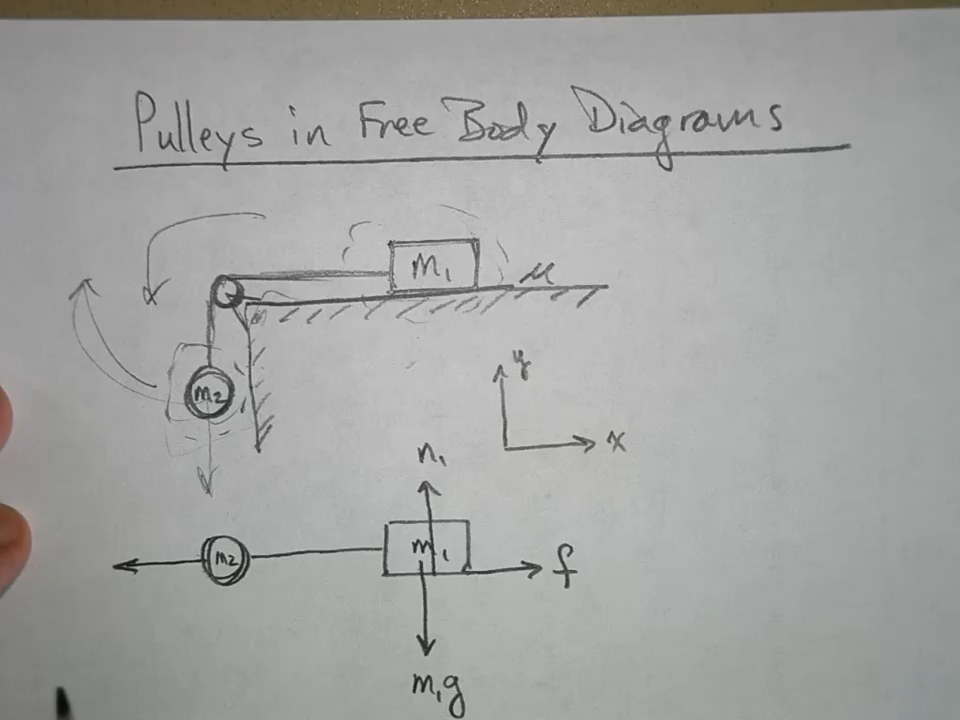 Pulleys in Free Body Diagrams
m1
μ
m2
y
x
n1
m2
m1
f
m1g